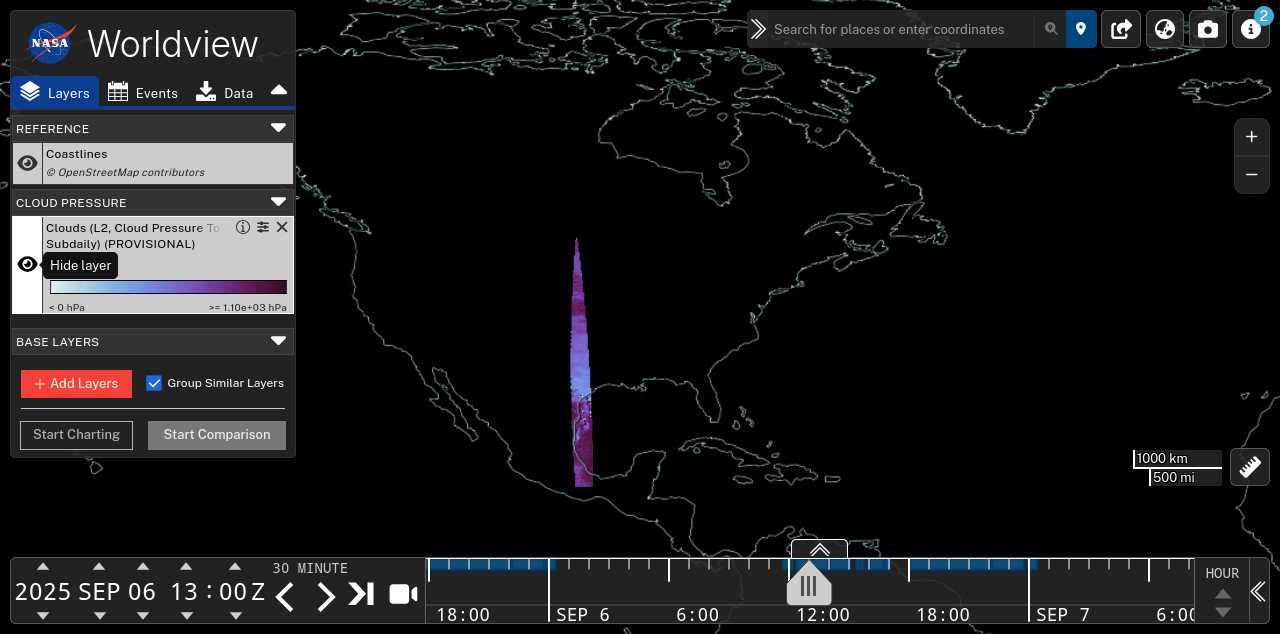 NASA Worldview
Search for places or enter coordinates
2
Layers
Events
Data
REFERENCE
Coastlines
© OpenStreetMap contributors
CLOUD PRESSURE
Clouds (L2, Cloud Pressure To
Subdaily) (PROVISIONAL)
Hide layer
< 0 hPa
>= 1.10e+03 hPa
BASE LAYERS
+ Add Layers
Group Similar Layers
Start Charting
Start Comparison
+
−
1000 km
500 mi
2025 SEP 06 13 : 00 Z
30 MINUTE
18:00
SEP 6
6:00
12:00
18:00
SEP 7
6:00
HOUR